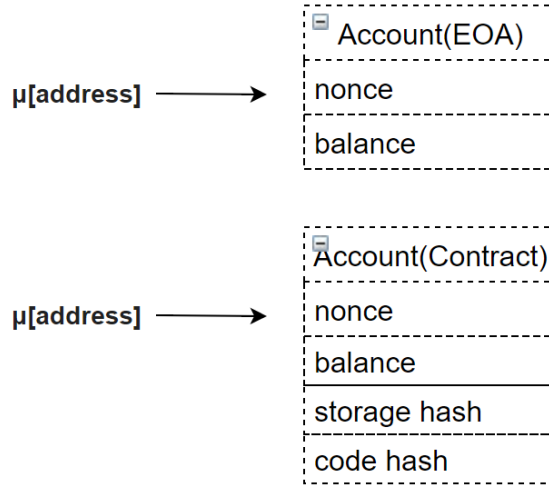 Account(EOA)
μ[address]
nonce
balance
Account(Contract)
μ[address]
nonce
balance
storage hash
code hash